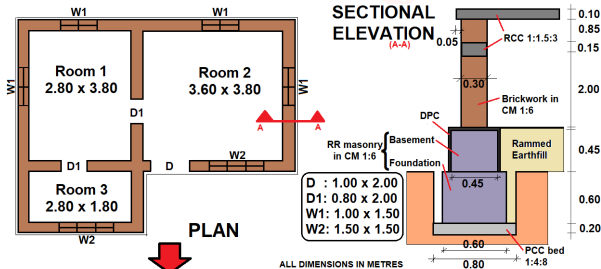 W1
W1
Room 1
2.80 x 3.80
Room 2
3.60 x 3.80
W1
W1
D1
A
A
D1
D
W2
Room 3
2.80 x 1.80
W2
PLAN
SECTIONAL
ELEVATION
(A-A)
0.05
0.10
0.85
RCC 1:1.5:3
0.15
0.30
Brickwork in
CM 1:6
2.00
DPC
RR masonry
in CM 1:6
Basement
Foundation
Rammed
Earthfill
0.45
0.45
D : 1.00 x 2.00
D1: 0.80 x 2.00
W1: 1.00 x 1.50
W2: 1.50 x 1.50
0.60
0.20
0.60
0.80
PCC bed
1:4:8
ALL DIMENSIONS IN METRES